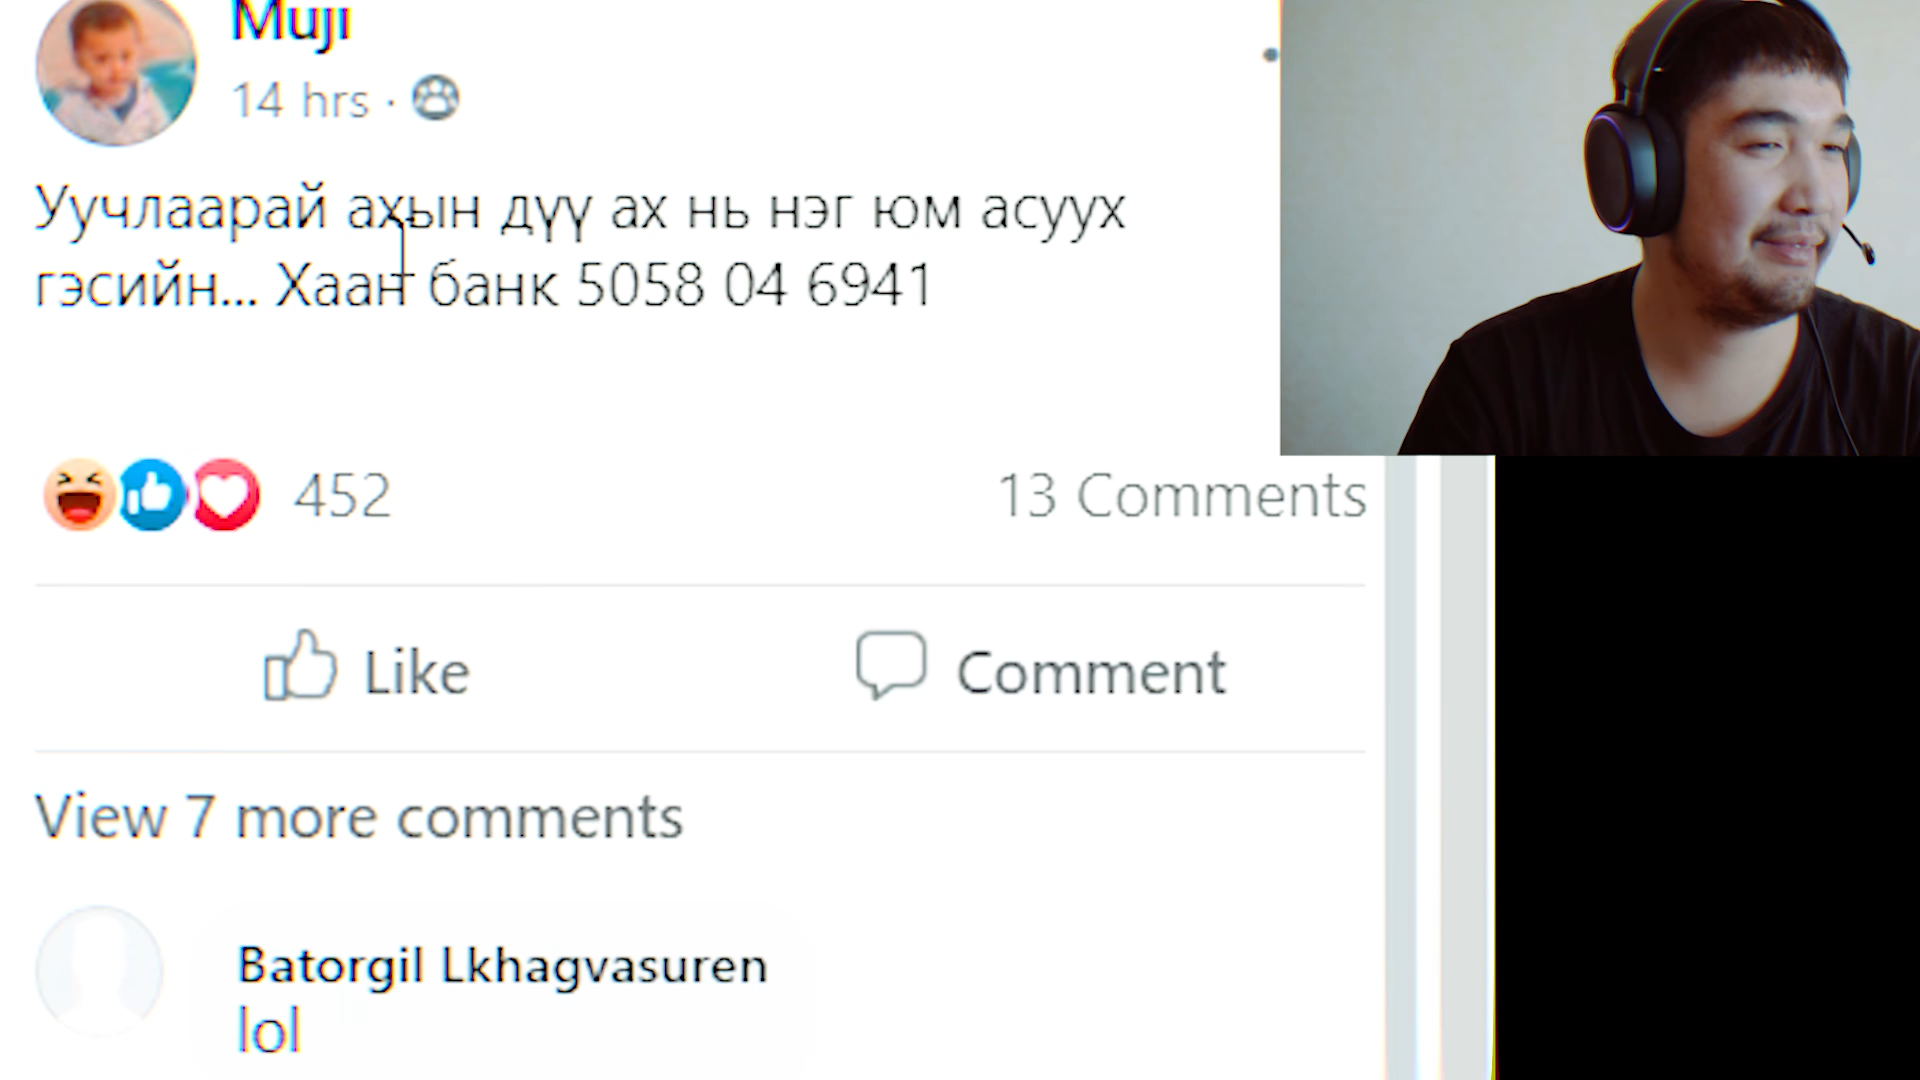 Muji
14 hrs ·
Уучлаарай ахын дүү ах нь нэг юм асуух
гэсийн... Хаан банк 5058 04 6941
452
13 Comments
Like
Comment
View 7 more comments
Batorgil Lkhagvasuren
lol